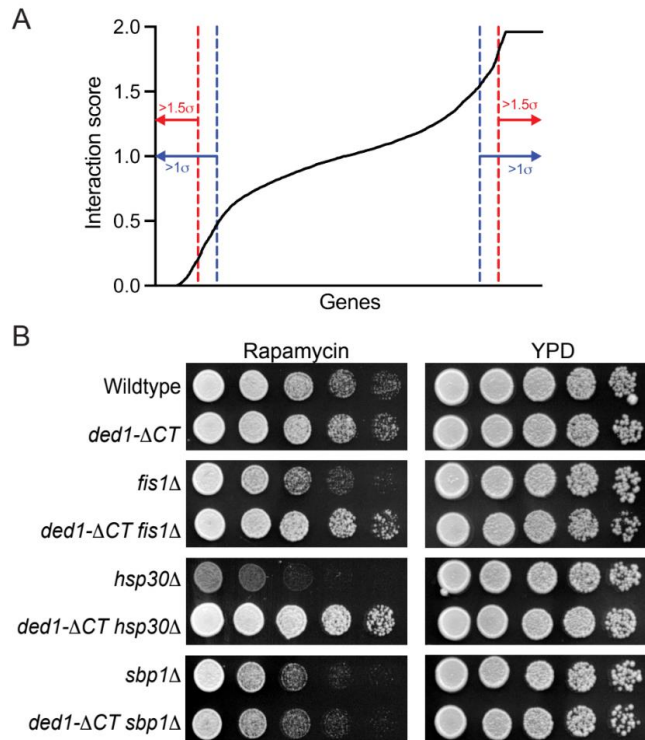 A
2.0
1.5
1.0
0.5
0.0
Interaction score
>1.5σ
>1σ
>1.5σ
>1σ
Genes
B
Rapamycin YPD
Wildtype
ded1-ΔCT
fis1Δ
ded1-ΔCT fis1Δ
hsp30Δ
ded1-ΔCT hsp30Δ
sbp1Δ
ded1-ΔCT sbp1Δ